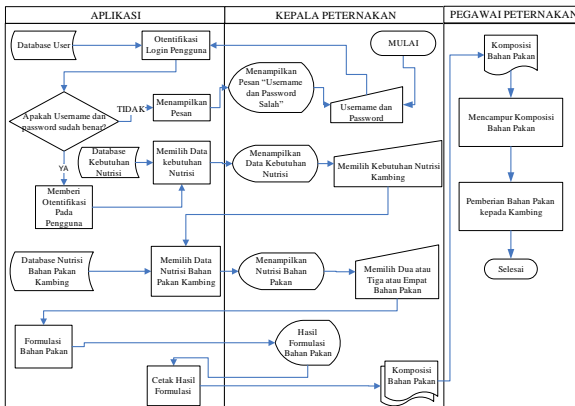 APLIKASI
KEPALA PETERNAKAN
PEGAWAI PETERNAKAN
Database User
Otentifikasi
Login Pengguna
MULAI
Komposisi
Bahan Pakan
Apakah Username dan
password sudah benar?
TIDAK
Menampilkan
Pesan
Menampilkan
Pesan "Username
dan Password
Salah"
Username dan
Password
Mencampur Komposisi
Bahan Pakan
YA
Database
Kebutuhan
Nutrisi
Memilih Data
kebutuhan
Nutrisi
Menampilkan
Data Kebutuhan
Nutrisi
Memilih Kebutuhan Nutrisi
Kambing
Memberi
Otentifikasi Pada
Pengguna
Pemberian Bahan Pakan
kepada Kambing
Database Nutrisi
Bahan Pakan
Kambing
Memilih Data
Nutrisi Bahan
Pakan Kambing
Menampilkan
Nutrisi Bahan
Pakan
Memilih Dua atau
Tiga atau Empat
Bahan Pakan
Selesai
Formulasi
Bahan Pakan
Hasil
Formulasi
Bahan Pakan
Cetak Hasil
Formulasi
Komposisi
Bahan Pakan